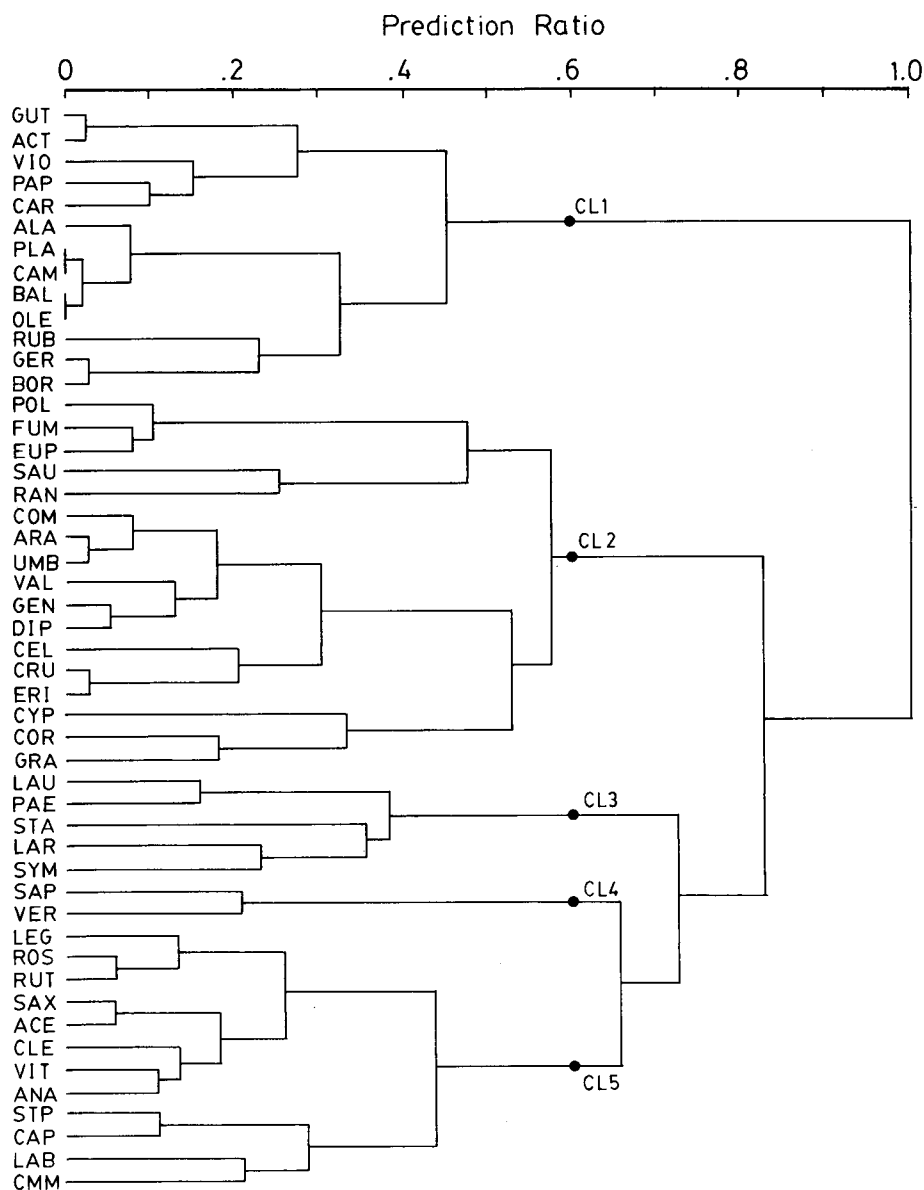 Prediction Ratio
0 .2 .4 .6 .8 1.0
GUT
ACT
VIO
PAP
CAR
CL1
ALA
PLA
CAM
BAL
OLE
RUB
GER
BOR
POL
FUM
EUP
SAU
RAN
COM
ARA
CL2
UMB
VAL
GEN
DIP
CEL
CRU
ERI
CYP
COR
GRA
LAU
PAE
CL3
STA
LAR
SYM
SAP
CL4
VER
LEG
ROS
RUT
SAX
ACE
CLE
VIT
CL5
ANA
STP
CAP
LAB
CMM